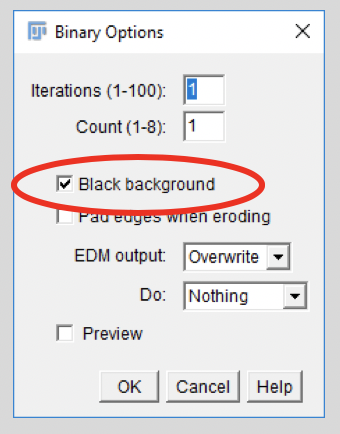 Binary Options
Iterations (1-100): 1
Count (1-8): 1
Black background
Pad edges when eroding
EDM output: Overwrite
Do: Nothing
Preview
OK Cancel Help